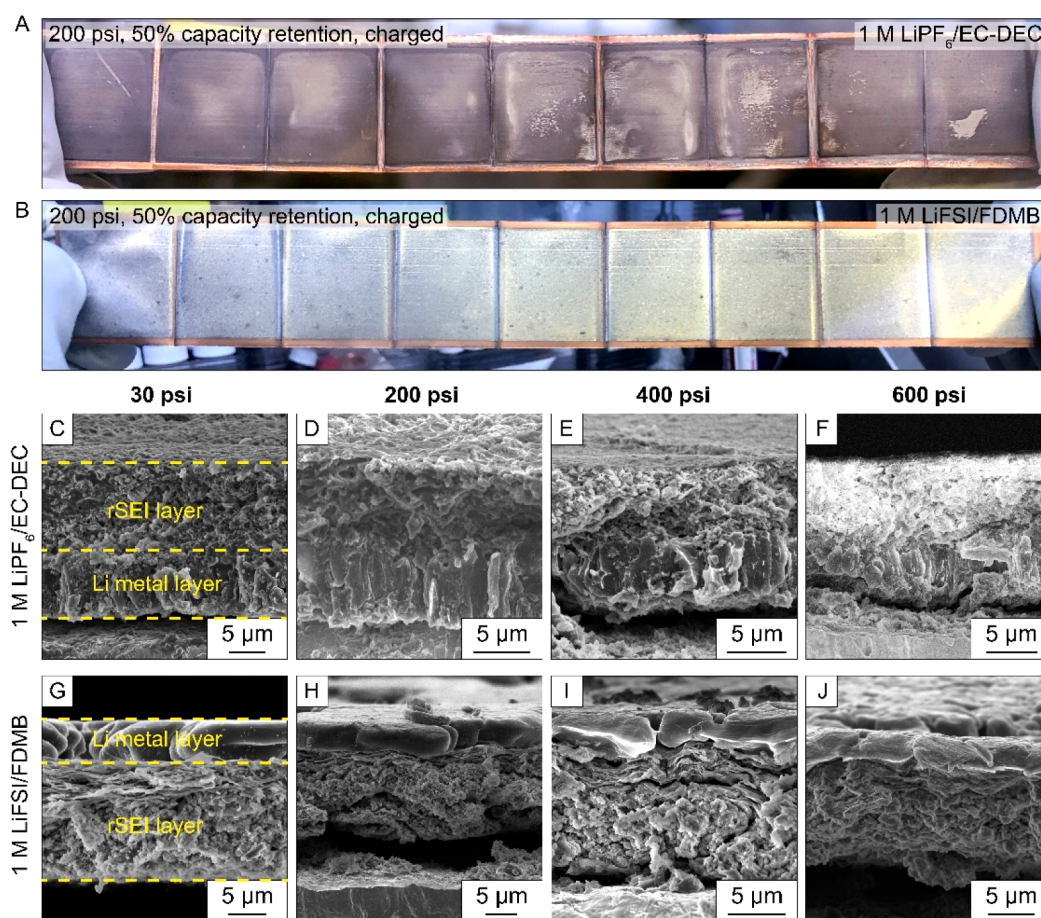 A
200 psi, 50% capacity retention, charged
1 M LiPF₆/EC-DEC
B
200 psi, 50% capacity retention, charged
1 M LiFSI/FDMB
30 psi
200 psi
400 psi
600 psi
1 M LiPF₆/EC-DEC
C
rSEI layer
Li metal layer
5 µm
D
5 µm
E
5 µm
F
5 µm
1 M LiFSI/FDMB
G
Li metal layer
rSEI layer
5 µm
H
5 µm
I
5 µm
J
5 µm